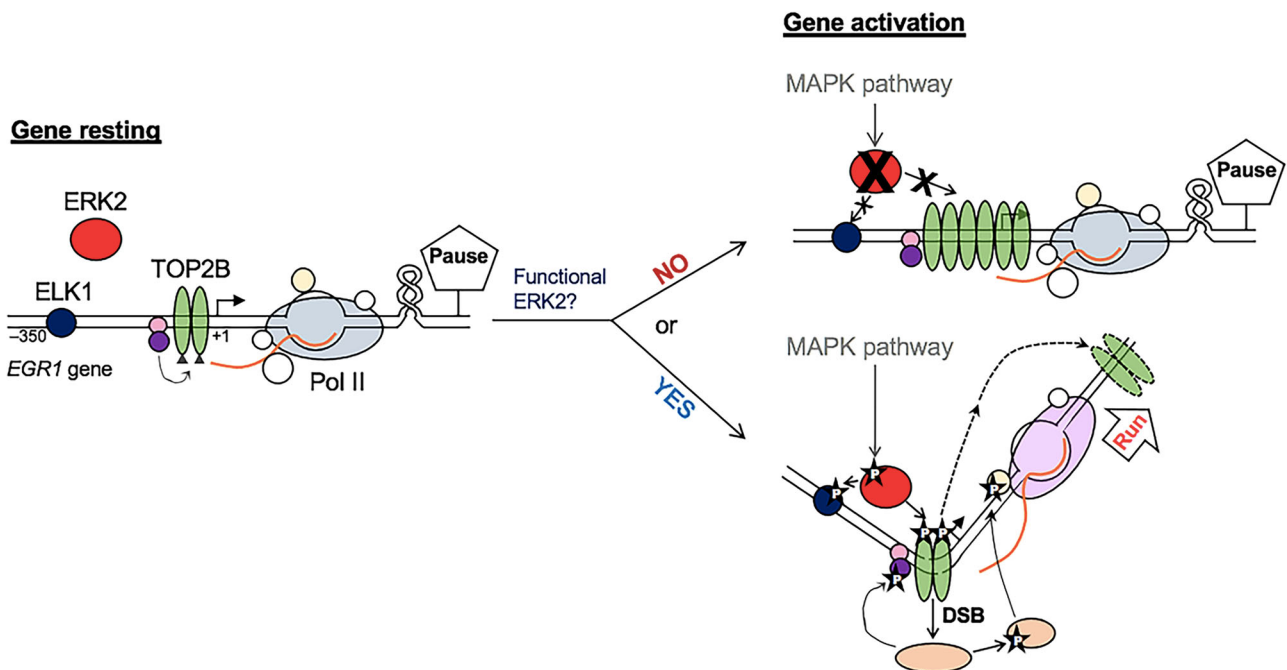 Gene resting
ERK2
TOP2B
ELK1
–350
+1
EGR1 gene
Pol II
Pause
Functional
ERK2?
NO
or
YES
Gene activation
MAPK pathway
X
X
x
Pause
MAPK pathway
P
P
P
P
P
P
P
DSB
Run